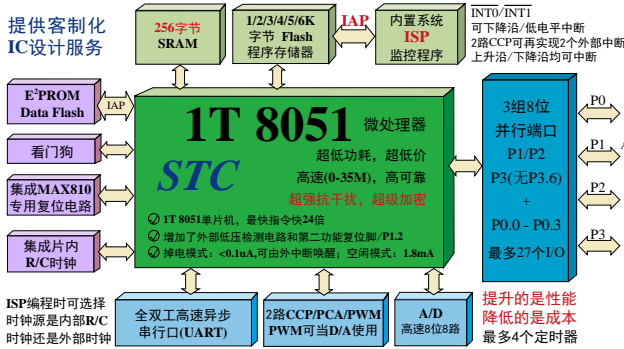 提供客制化
IC设计服务
256字节
SRAM
1/2/3/4/5/6K
字节 Flash
程序存储器
IAP
内置系统
ISP
监控程序
INT0/INT1
可下降沿/低电平中断
2路CCP可再实现2个外部中断
上升沿/下降沿均可中断
E²PROM
Data Flash
IAP
看门狗
集成MAX810
专用复位电路
集成片内
R/C时钟
1T 8051 微处理器
STC
超低功耗，超低价
高速(0-35M)，高可靠
超强抗干扰，超级加密
1T 8051单片机，最快指令快24倍
增加了外部低压检测电路和第二功能复位脚/P1.2
掉电模式：<0.1uA,可由外中断唤醒；空闲模式：1.8mA
3组8位
并行端口
P1/P2
P3(无P3.6)
+
P0.0 - P0.3
最多27个I/O
P0
P1
P2
P3
ISP编程时可选择
时钟源是内部R/C
时钟还是外部时钟
全双工高速异步
串行口(UART)
2路CCP/PCA/PWM
PWM可当D/A使用
A/D
高速8位8路
提升的是性能
降低的是成本
最多4个定时器